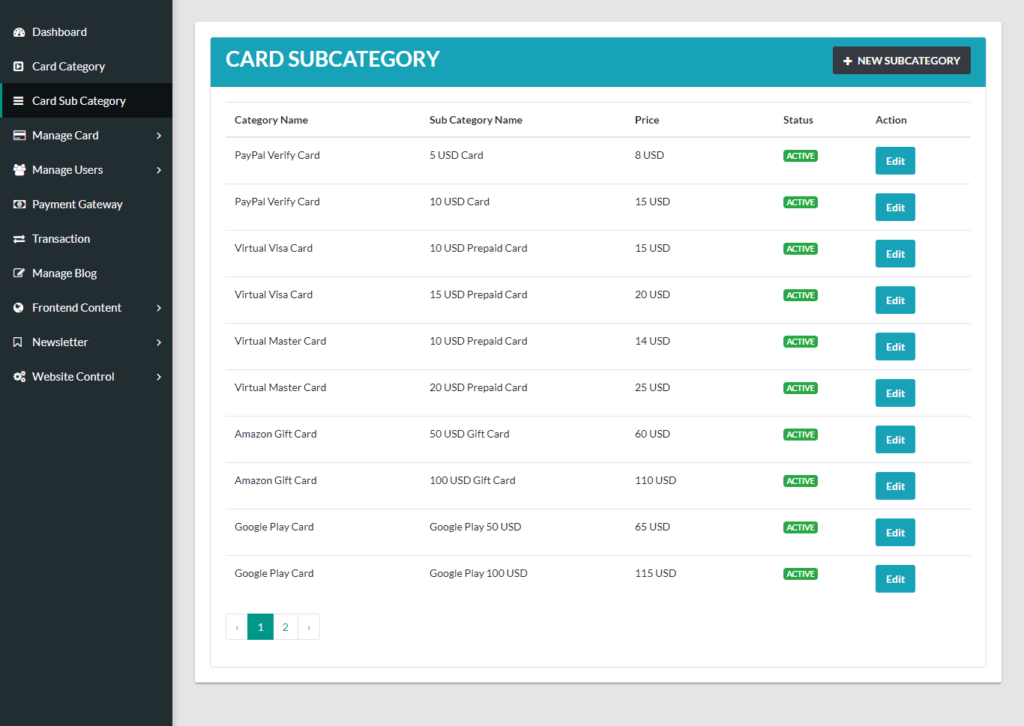 Dashboard
Card Category
Card Sub Category
Manage Card
Manage Users
Payment Gateway
Transaction
Manage Blog
Frontend Content
Newsletter
Website Control
CARD SUBCATEGORY
+ NEW SUBCATEGORY
Category Name Sub Category Name Price Status Action
PayPal Verify Card 5 USD Card 8 USD ACTIVE Edit
PayPal Verify Card 10 USD Card 15 USD ACTIVE Edit
Virtual Visa Card 10 USD Prepaid Card 15 USD ACTIVE Edit
Virtual Visa Card 15 USD Prepaid Card 20 USD ACTIVE Edit
Virtual Master Card 10 USD Prepaid Card 14 USD ACTIVE Edit
Virtual Master Card 20 USD Prepaid Card 25 USD ACTIVE Edit
Amazon Gift Card 50 USD Gift Card 60 USD ACTIVE Edit
Amazon Gift Card 100 USD Gift Card 110 USD ACTIVE Edit
Google Play Card Google Play 50 USD 65 USD ACTIVE Edit
Google Play Card Google Play 100 USD 115 USD ACTIVE Edit
‹ 1 2 ›